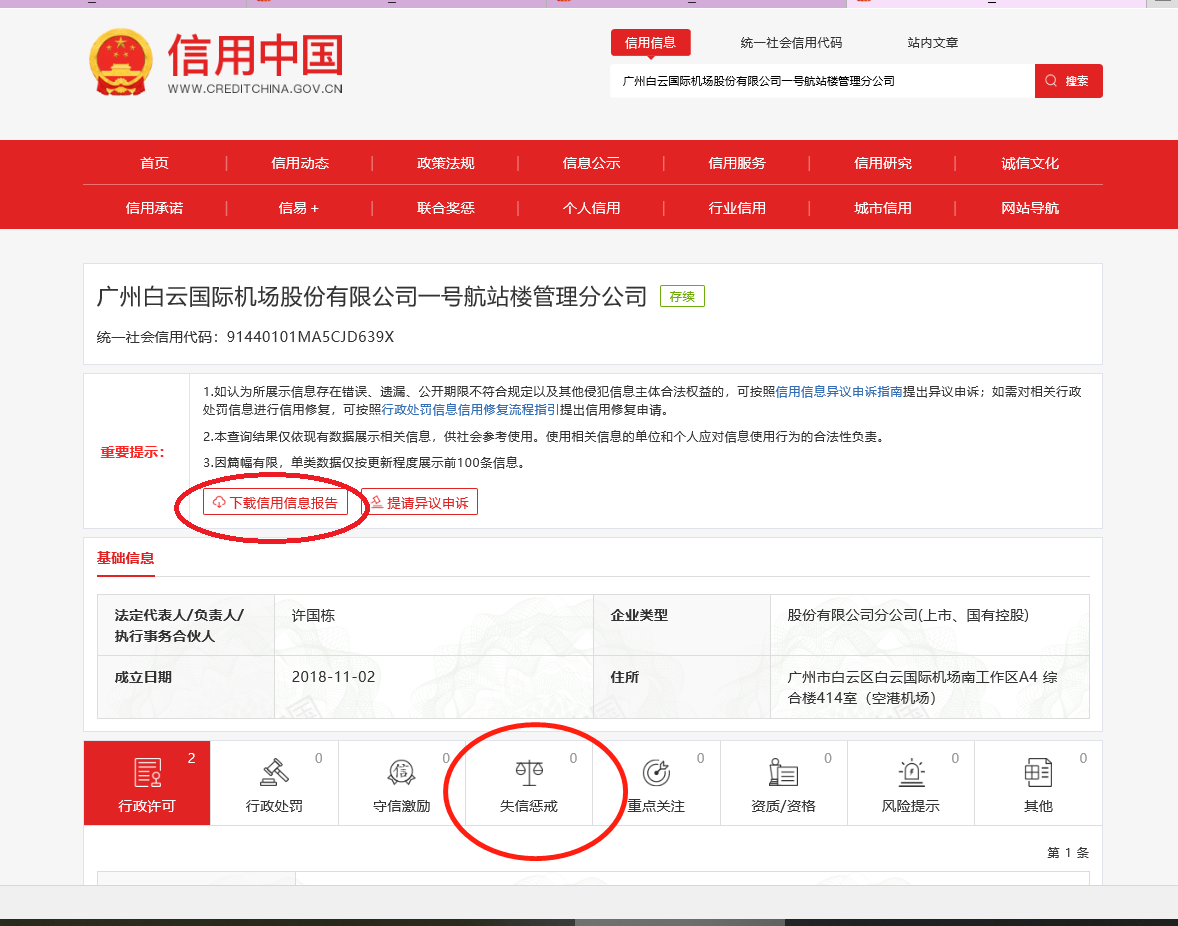 信用中国
WWW.CREDITCHINA.GOV.CN
信用信息 统一社会信用代码 站内文章
广州白云国际机场股份有限公司一号航站楼管理分公司 搜索
首页 信用动态 政策法规 信息公示 信用服务 信用研究 诚信文化
信用承诺 信易+ 联合奖惩 个人信用 行业信用 城市信用 网站导航
广州白云国际机场股份有限公司一号航站楼管理分公司 存续
统一社会信用代码：91440101MA5CJD639X
重要提示：
1.如认为所展示信息存在错误、遗漏、公开期限不符合规定以及其他侵犯信息主体合法权益的，可按照信用信息异议申诉指南提出异议申诉；如需对相关行政
处罚信息进行信用修复，可按照行政处罚信息信用修复流程指引提出信用修复申请。
2.本查询结果仅依现有数据展示相关信息，供社会参考使用。使用相关信息的单位和个人应对信息使用行为的合法性负责。
3.因篇幅有限，单类数据仅按更新程度展示前100条信息。
下载信用信息报告 提请异议申诉
基础信息
法定代表人/负责人/
执行事务合伙人
许国栋
企业类型
股份有限公司分公司(上市、国有控股)
成立日期
2018-11-02
住所
广州市白云区白云国际机场南工作区A4 综
合楼414室（空港机场）
2 0 0 0 0 0 0 0
行政许可 行政处罚 守信激励 失信惩戒 重点关注 资质/资格 风险提示 其他
第 1 条